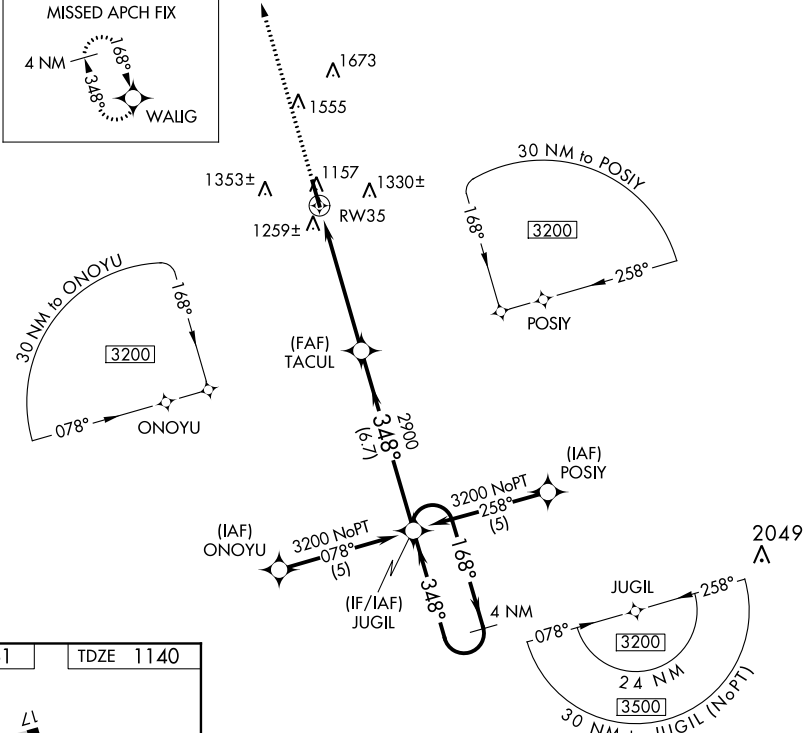 MISSED APCH FIX
4 NM
168°
348°
WALIG
1673
1555
1353±
1157
1330±
1259±
RW35
30 NM to POSIY
168°
3200
258°
POSIY
30 NM to ONOYU
168°
3200
078°
ONOYU
(FAF)
TACUL
2900
348°
(6.7)
(IAF)
POSIY
3200 NoPT
258°
(5)
(IAF)
ONOYU
3200 NoPT
078°
(5)
(IF/IAF)
JUGIL
168°
348°
4 NM
2049
JUGIL
258°
078°
3200
24 NM
3500
30 NM to JUGIL (NoPT)
TDZE 1140
17